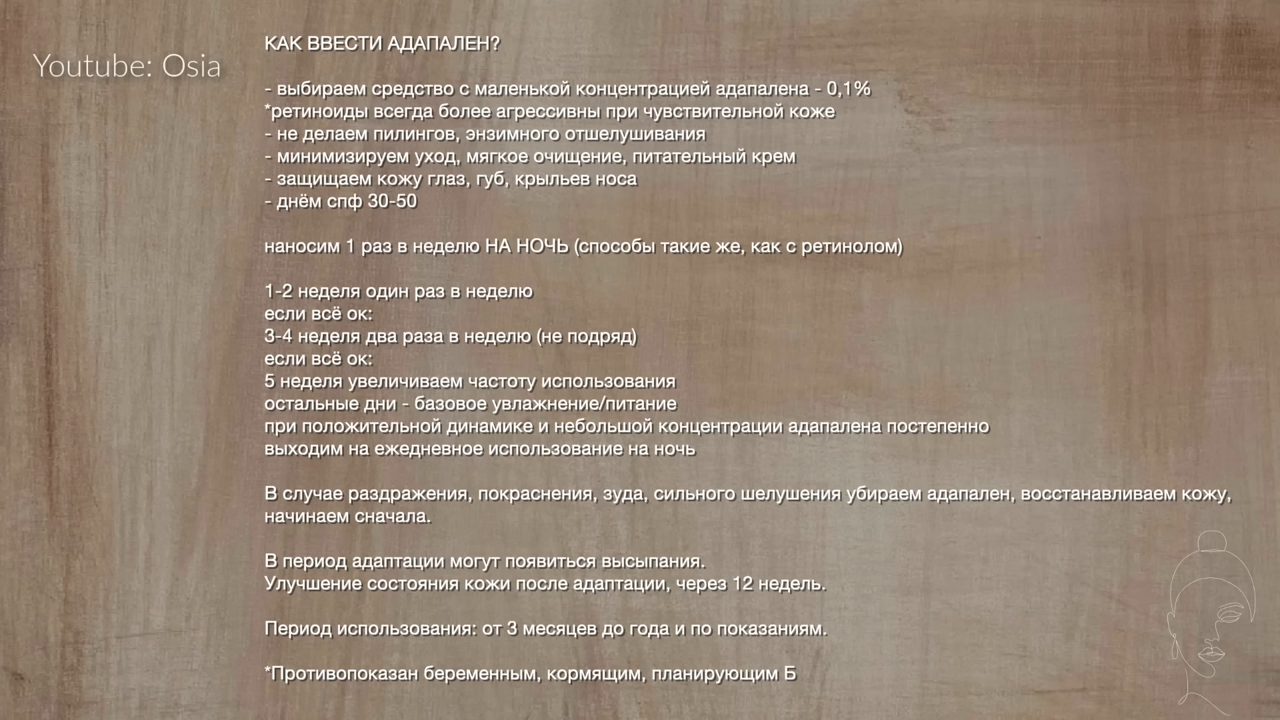 Youtube: Osia
КАК ВВЕСТИ АДАПАЛЕН?
- выбираем средство с маленькой концентрацией адапалена - 0,1%
*ретиноиды всегда более агрессивны при чувствительной коже
- не делаем пилингов, энзимного отшелушивания
- минимизируем уход, мягкое очищение, питательный крем
- защищаем кожу глаз, губ, крыльев носа
- днём спф 30-50
наносим 1 раз в неделю НА НОЧЬ (способы такие же, как с ретинолом)
1-2 неделя один раз в неделю
если всё ок:
3-4 неделя два раза в неделю (не подряд)
если всё ок:
5 неделя увеличиваем частоту использования
остальные дни - базовое увлажнение/питание
при положительной динамике и небольшой концентрации адапалена постепенно
выходим на ежедневное использование на ночь
В случае раздражения, покраснения, зуда, сильного шелушения убираем адапален, восстанавливаем кожу,
начинаем сначала.
В период адаптации могут появиться высыпания.
Улучшение состояния кожи после адаптации, через 12 недель.
Период использования: от 3 месяцев до года и по показаниям.
*Противопоказан беременным, кормящим, планирующим Б